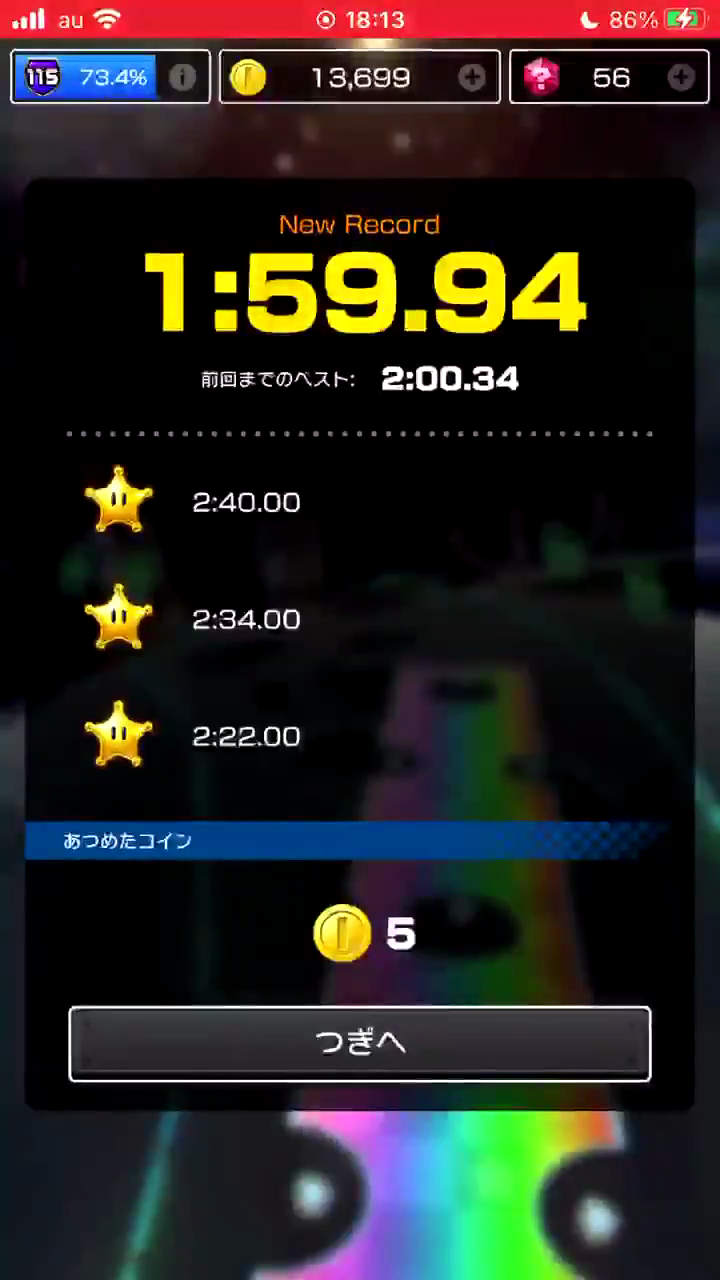 au 18:13 86%
115 73.4% 13,699 56
New Record
1:59.94
前回までのベスト: 2:00.34
2:40.00
2:34.00
2:22.00
あつめたコイン
5
つぎへ